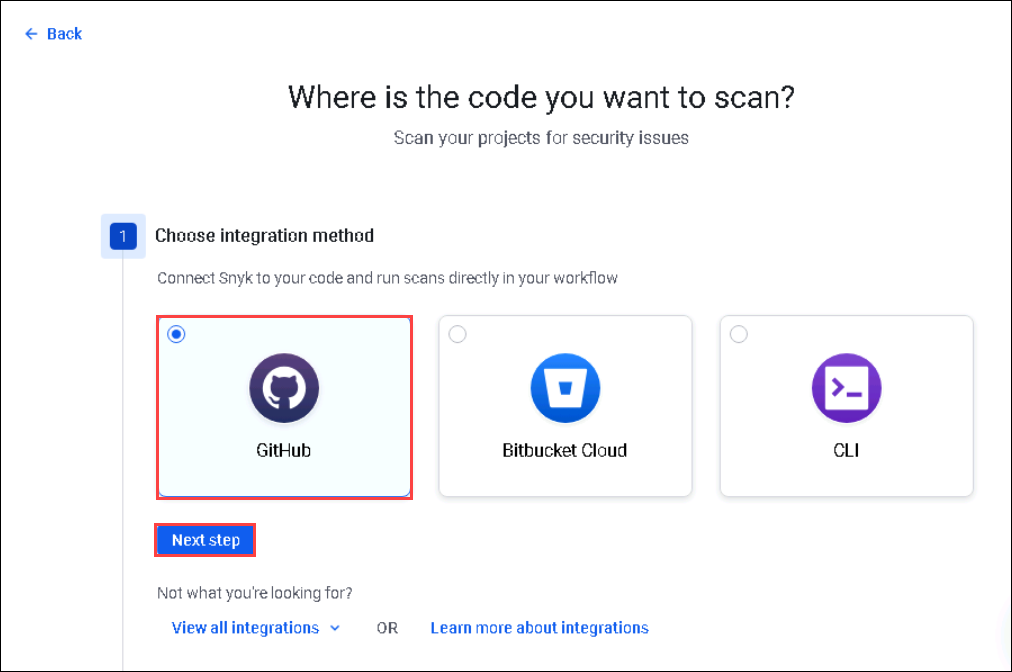 Back
Where is the code you want to scan?
Scan your projects for security issues
1
Choose integration method
Connect Snyk to your code and run scans directly in your workflow
GitHub
Bitbucket Cloud
CLI
Next step
Not what you're looking for?
View all integrations OR Learn more about integrations